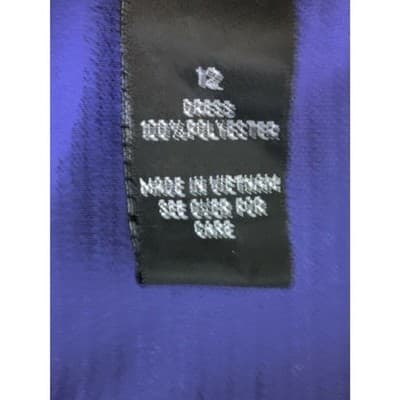 12
DRESS
100%POLYESTER
MADE IN VIETNAM
SEE OVER FOR
CARE